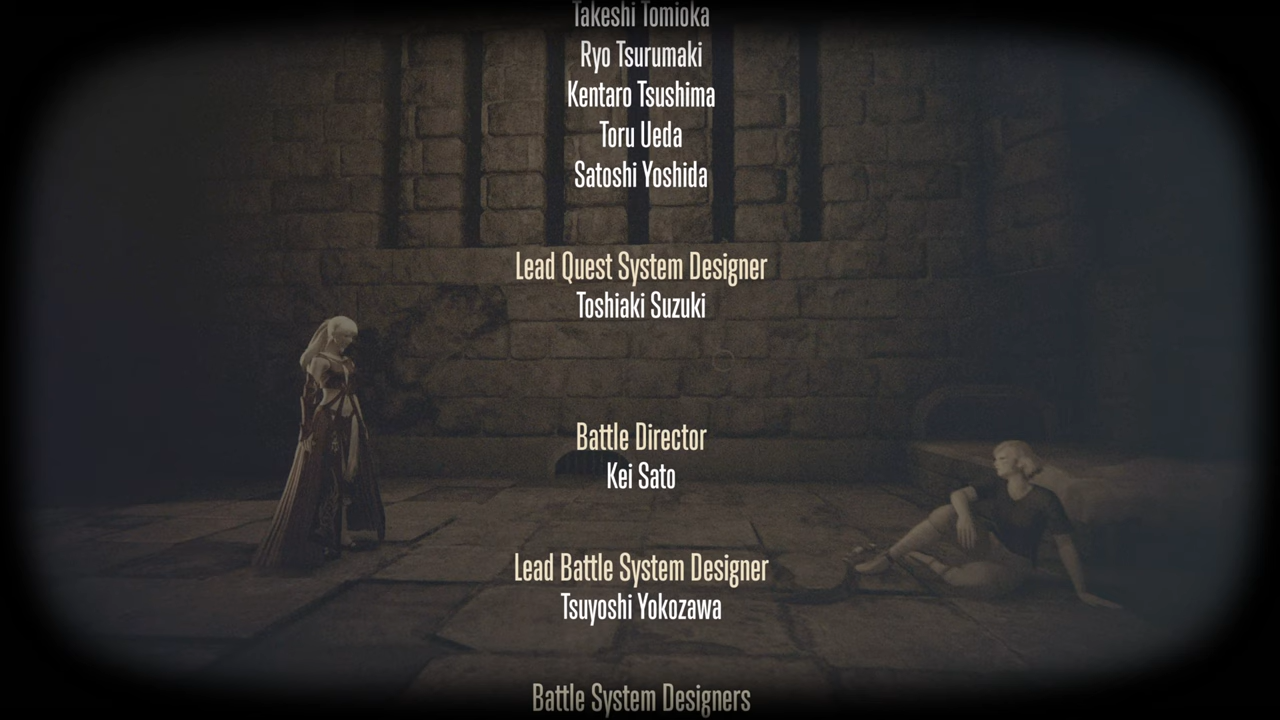 Takeshi Tomioka
Ryo Tsurumaki
Kentaro Tsushima
Toru Ueda
Satoshi Yoshida
Lead Quest System Designer
Toshiaki Suzuki
Battle Director
Kei Sato
Lead Battle System Designer
Tsuyoshi Yokozawa
Battle System Designers